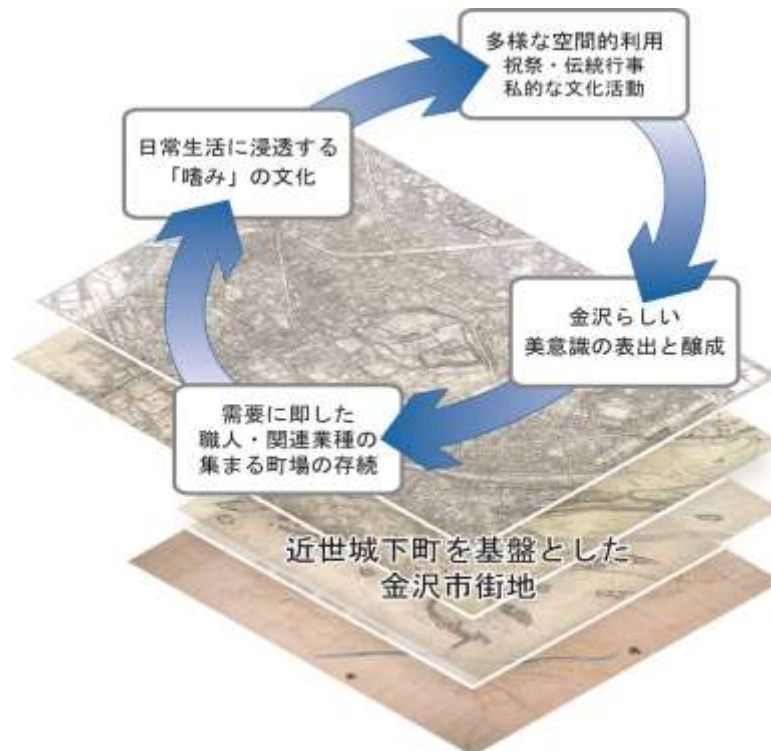 多様な空間的利用
祝祭・伝統行事
私的な文化活動
日常生活に浸透する
「嗜み」の文化
金沢らしい
美意識の表出と醸成
需要に即した
職人・関連業種の
集まる町場の存続
近世城下町を基盤とした
金沢市街地